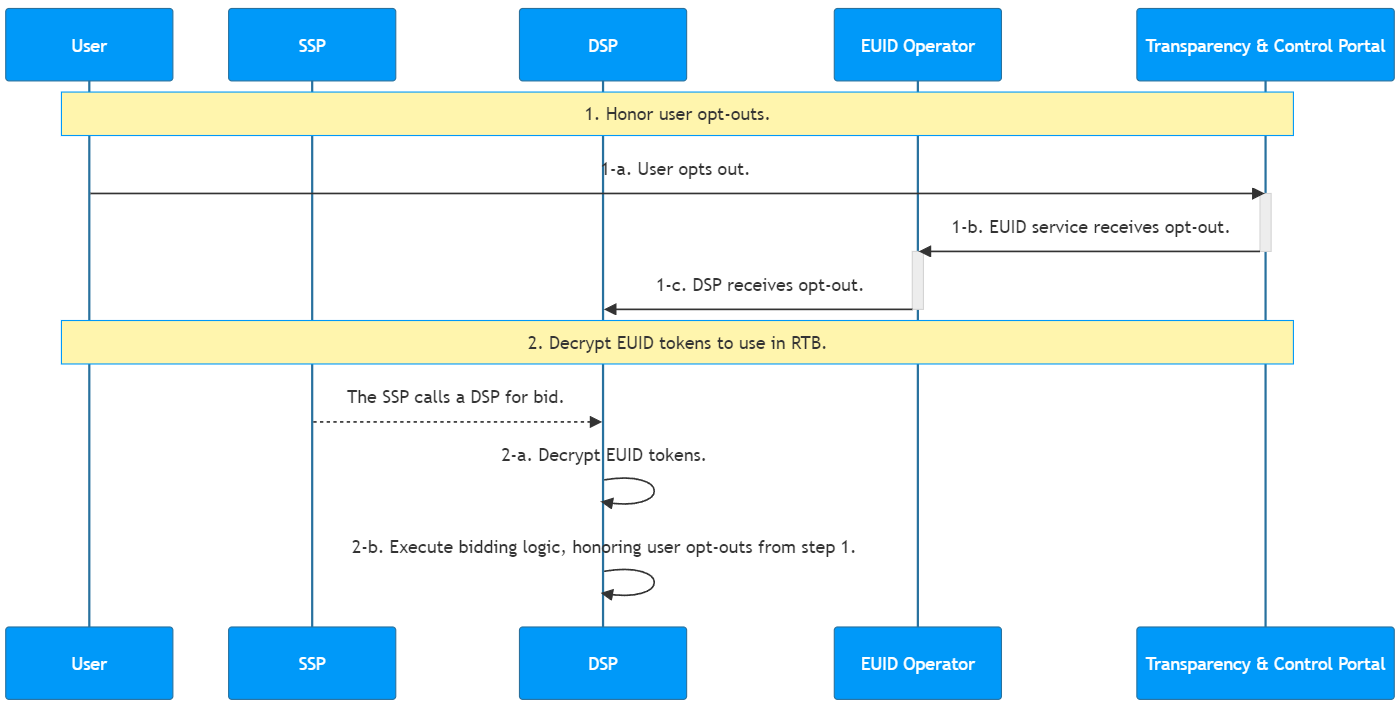 User
SSP
DSP
EUID Operator
Transparency & Control Portal
1. Honor user opt-outs.
1-a. User opts out.
1-b. EUID service receives opt-out.
1-c. DSP receives opt-out.
2. Decrypt EUID tokens to use in RTB.
The SSP calls a DSP for bid.
2-a. Decrypt EUID tokens.
2-b. Execute bidding logic, honoring user opt-outs from step 1.
User
SSP
DSP
EUID Operator
Transparency & Control Portal